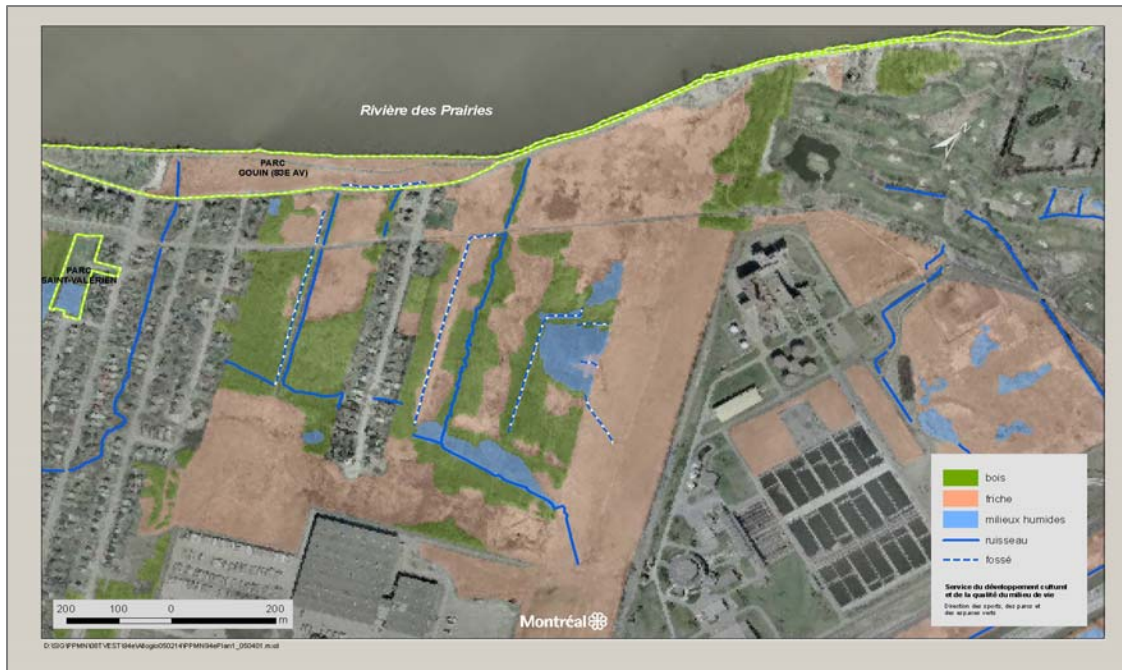 Rivière des Prairies
PARC
GOUIN (83E AV)
PARC
SAINT-VALÉRIEN
N
bois
friche
milieux humides
ruisseau
fossé
Service du développement culturel
et de la qualité du milieu de vie
Direction des sports, des parcs et
des espaces verts
200 100 0 200
m
Montréal